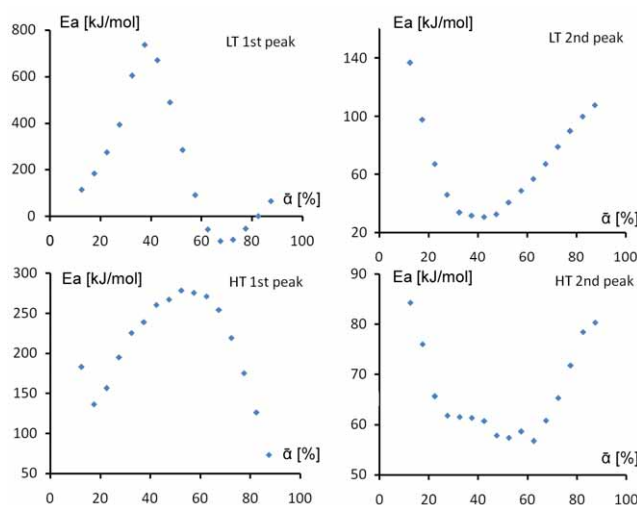 Ea [kJ/mol]
LT 1st peak
800
600
400
200
0
-200
ᾱ [%]
0 20 40 60 80 100
Ea [kJ/mol]
LT 2nd peak
140
100
60
20
ᾱ [%]
0 20 40 60 80 100
Ea [kJ/mol]
HT 1st peak
300
250
200
150
100
50
ᾱ [%]
0 20 40 60 80 100
Ea [kJ/mol]
HT 2nd peak
90
80
70
60
50
ᾱ [%]
0 20 40 60 80 100